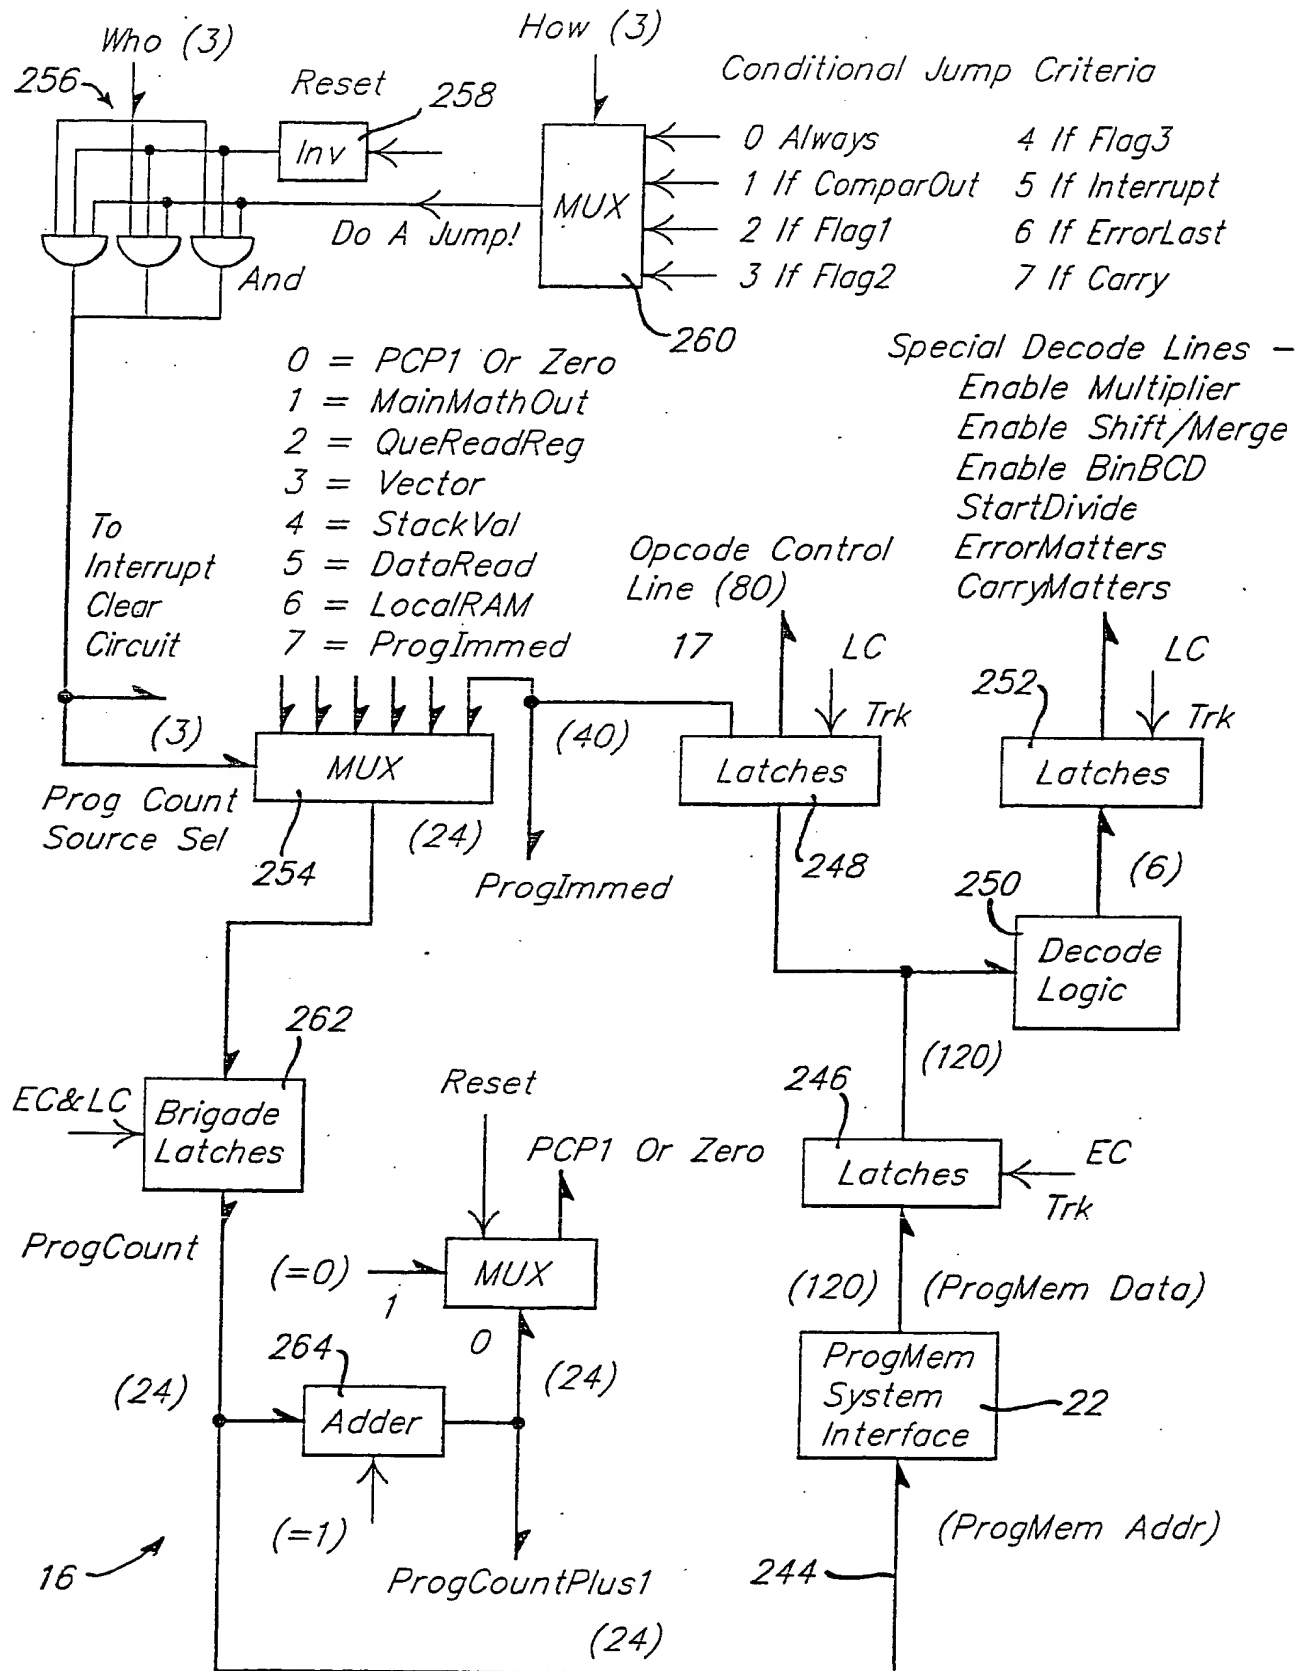 Who (3)
How (3)
Conditional Jump Criteria
256
Reset
258
Inv
MUX
0 Always
1 If ComparOut
2 If Flag1
3 If Flag2
4 If Flag3
5 If Interrupt
6 If ErrorLast
7 If Carry
Do A Jump!
And
260
0 = PCP1 Or Zero
1 = MainMathOut
2 = QueReadReg
3 = Vector
4 = StackVal
5 = DataRead
6 = LocalRAM
7 = ProgImmed
Special Decode Lines –
Enable Multiplier
Enable Shift/Merge
Enable BinBCD
StartDivide
ErrorMatters
CarryMatters
To
Interrupt
Clear
Circuit
Opcode Control
Line (80)
17
LC
Trk
252
LC
Trk
(3)
MUX
(40)
Latches
Latches
Prog Count
Source Sel
254
(24)
ProgImmed
248
250
(6)
Decode
Logic
262
(120)
EC&LC
Brigade
Latches
Reset
PCP1 Or Zero
246
Latches
EC
Trk
ProgCount
(=0)
1
MUX
0
(120)
(ProgMem Data)
264
(24)
Adder
(24)
ProgMem
System
Interface
22
(=1)
(ProgMem Addr)
16
ProgCountPlus1
244
(24)